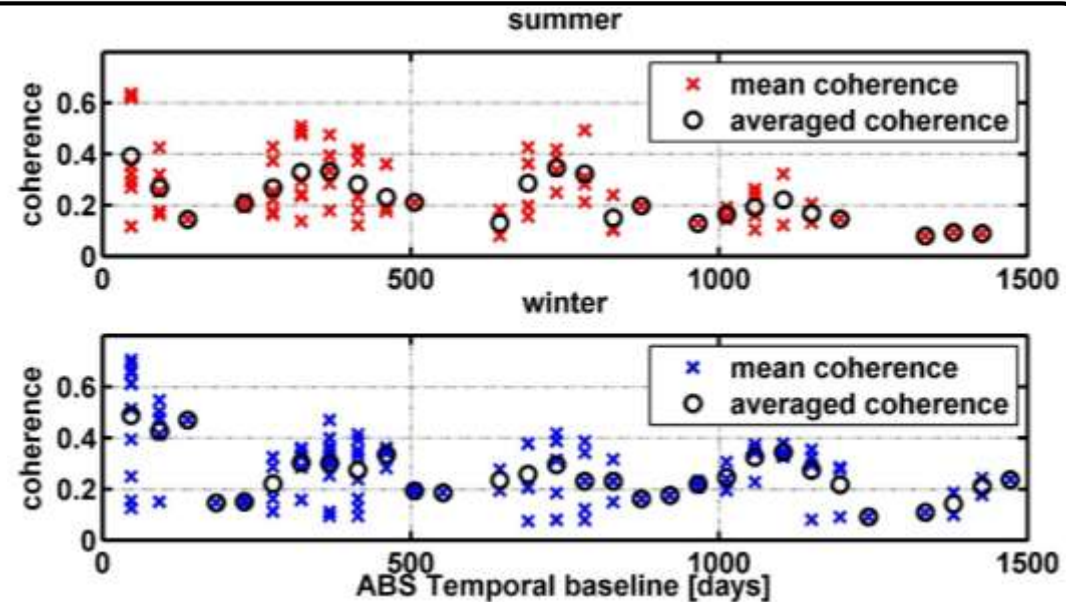 summer
coherence
0.6
0.4
0.2
0
mean coherence
averaged coherence
0 500 1000 1500
winter
coherence
0.6
0.4
0.2
0
mean coherence
averaged coherence
0 500 1000 1500
ABS Temporal baseline [days]